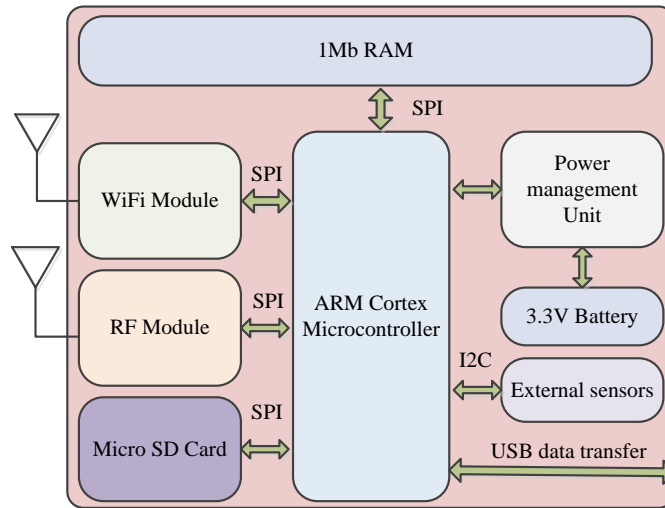 1Mb RAM
SPI
WiFi Module
SPI
Power
management
Unit
RF Module
SPI
ARM Cortex
Microcontroller
3.3V Battery
I2C
External sensors
Micro SD Card
SPI
USB data transfer